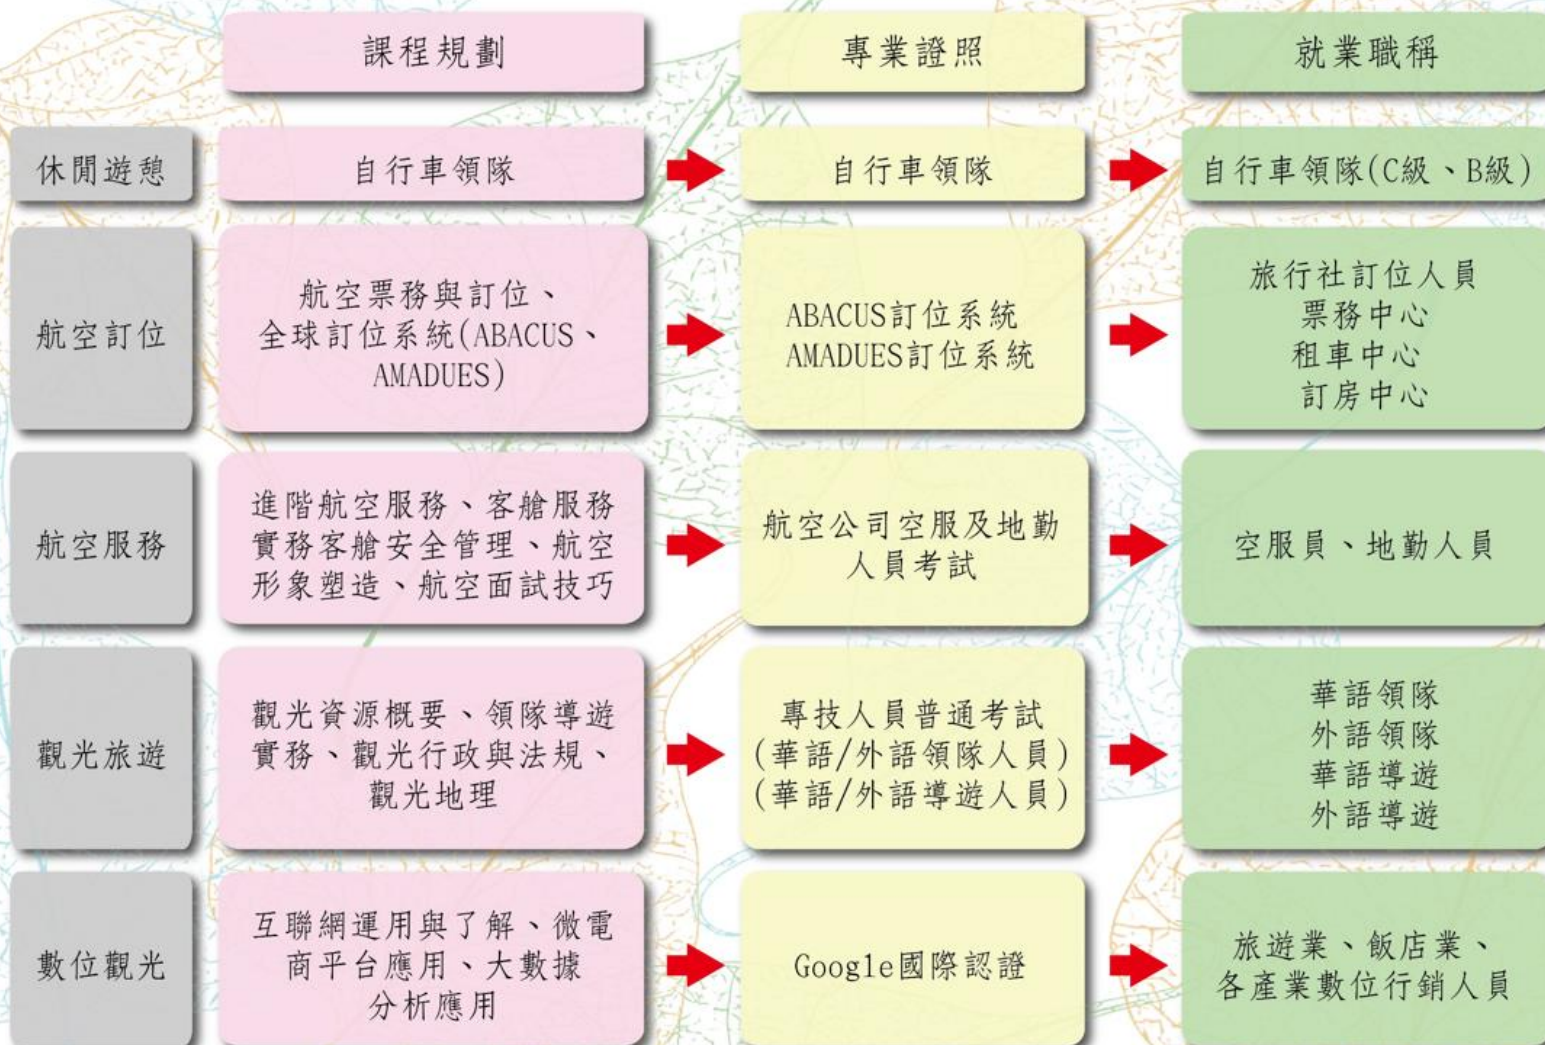 課程規劃
專業證照
就業職稱
休閒遊憩
自行車領隊
自行車領隊
自行車領隊(C級、B級)
航空訂位
航空票務與訂位、
全球訂位系統(ABACUS、
AMADUES)
ABACUS訂位系統
AMADUES訂位系統
旅行社訂位人員
票務中心
租車中心
訂房中心
航空服務
進階航空服務、客艙服務
實務客艙安全管理、航空
形象塑造、航空面試技巧
航空公司空服及地勤
人員考試
空服員、地勤人員
觀光旅遊
觀光資源概要、領隊導遊
實務、觀光行政與法規、
觀光地理
專技人員普通考試
(華語/外語領隊人員)
(華語/外語導遊人員)
華語領隊
外語領隊
華語導遊
外語導遊
數位觀光
互聯網運用與了解、微電
商平台應用、大數據
分析應用
Google國際認證
旅遊業、飯店業、
各產業數位行銷人員